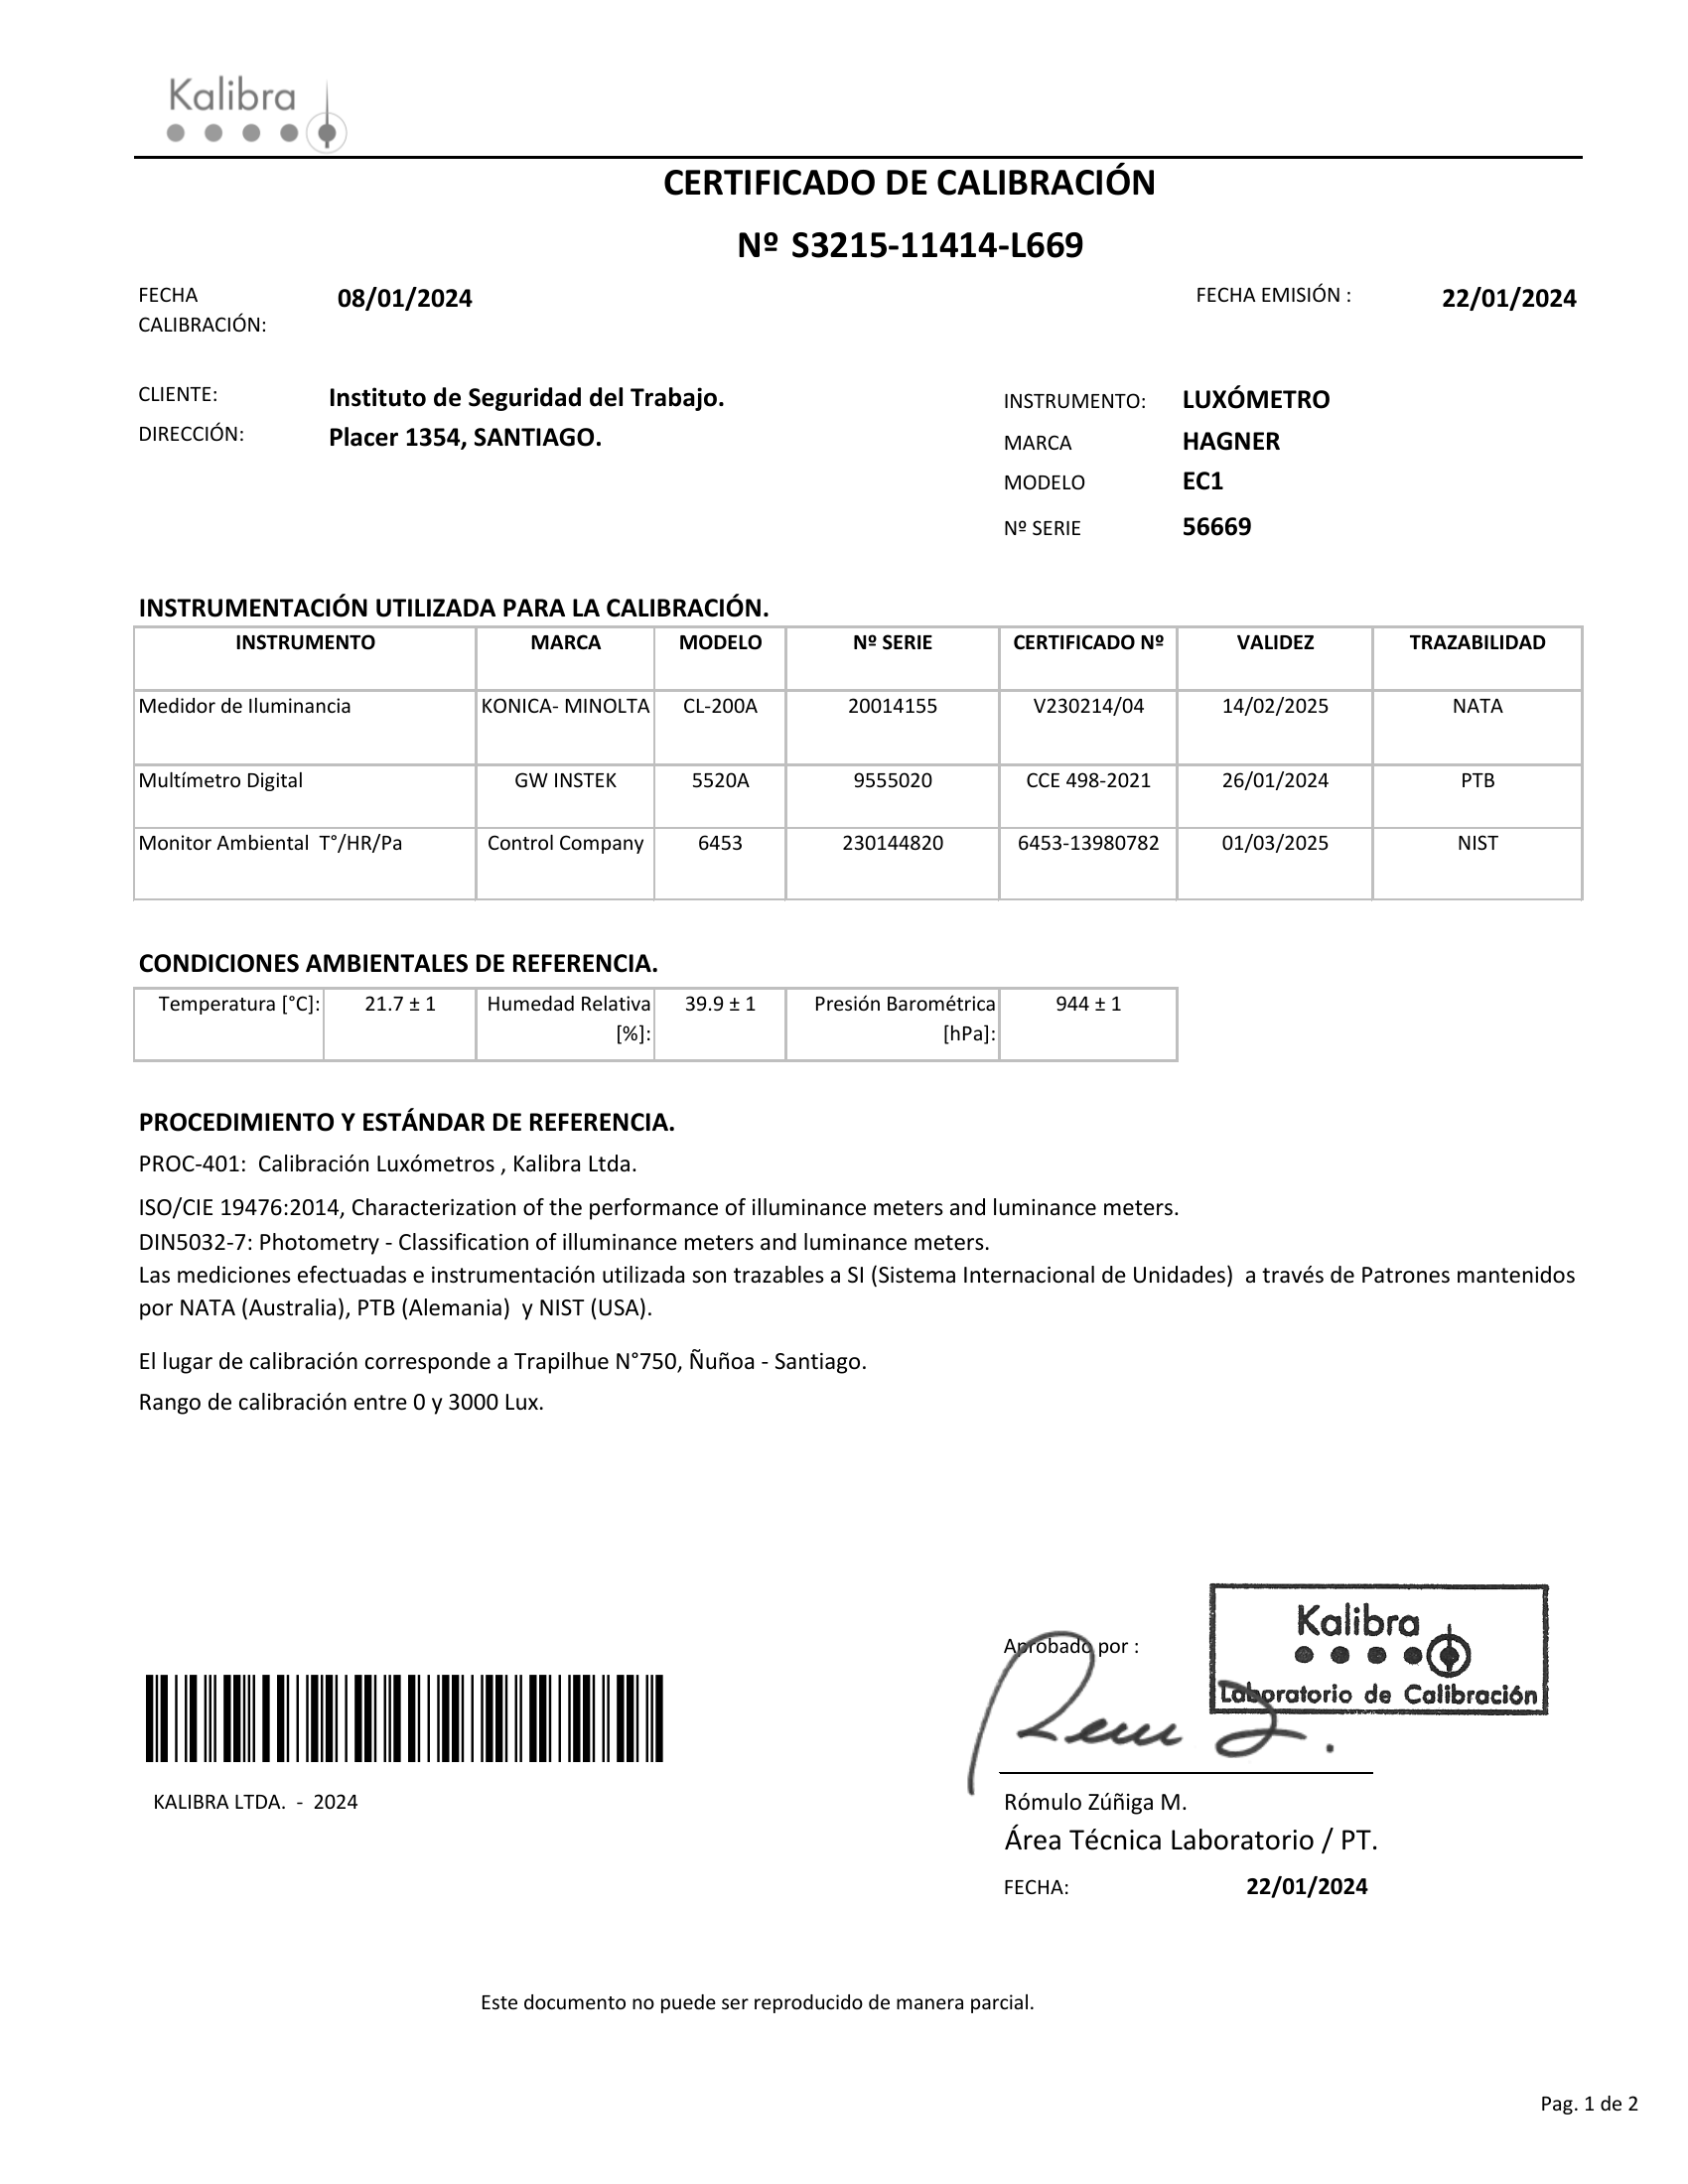 Kalibra
CERTIFICADO DE CALIBRACIÓN
Nº S3215-11414-L669
FECHA CALIBRACIÓN: 08/01/2024 FECHA EMISIÓN : 22/01/2024
CLIENTE: Instituto de Seguridad del Trabajo.
DIRECCIÓN: Placer 1354, SANTIAGO.
INSTRUMENTO: LUXÓMETRO
MARCA HAGNER
MODELO EC1
Nº SERIE 56669
INSTRUMENTACIÓN UTILIZADA PARA LA CALIBRACIÓN.
INSTRUMENTO MARCA MODELO Nº SERIE CERTIFICADO Nº VALIDEZ TRAZABILIDAD
Medidor de Iluminancia KONICA- MINOLTA CL-200A 20014155 V230214/04 14/02/2025 NATA
Multímetro Digital GW INSTEK 5520A 9555020 CCE 498-2021 26/01/2024 PTB
Monitor Ambiental T°/HR/Pa Control Company 6453 230144820 6453-13980782 01/03/2025 NIST
CONDICIONES AMBIENTALES DE REFERENCIA.
Temperatura [°C]: 21.7 ± 1 Humedad Relativa [%]: 39.9 ± 1 Presión Barométrica [hPa]: 944 ± 1
PROCEDIMIENTO Y ESTÁNDAR DE REFERENCIA.
PROC-401: Calibración Luxómetros , Kalibra Ltda.
ISO/CIE 19476:2014, Characterization of the performance of illuminance meters and luminance meters.
DIN5032-7: Photometry - Classification of illuminance meters and luminance meters.
Las mediciones efectuadas e instrumentación utilizada son trazables a SI (Sistema Internacional de Unidades) a través de Patrones mantenidos
por NATA (Australia), PTB (Alemania) y NIST (USA).
El lugar de calibración corresponde a Trapilhue N°750, Ñuñoa - Santiago.
Rango de calibración entre 0 y 3000 Lux.
Aprobado por :
Kalibra
Laboratorio de Calibración
KALIBRA LTDA. - 2024
Rómulo Zúñiga M.
Área Técnica Laboratorio / PT.
FECHA: 22/01/2024
Este documento no puede ser reproducido de manera parcial.
Pag. 1 de 2